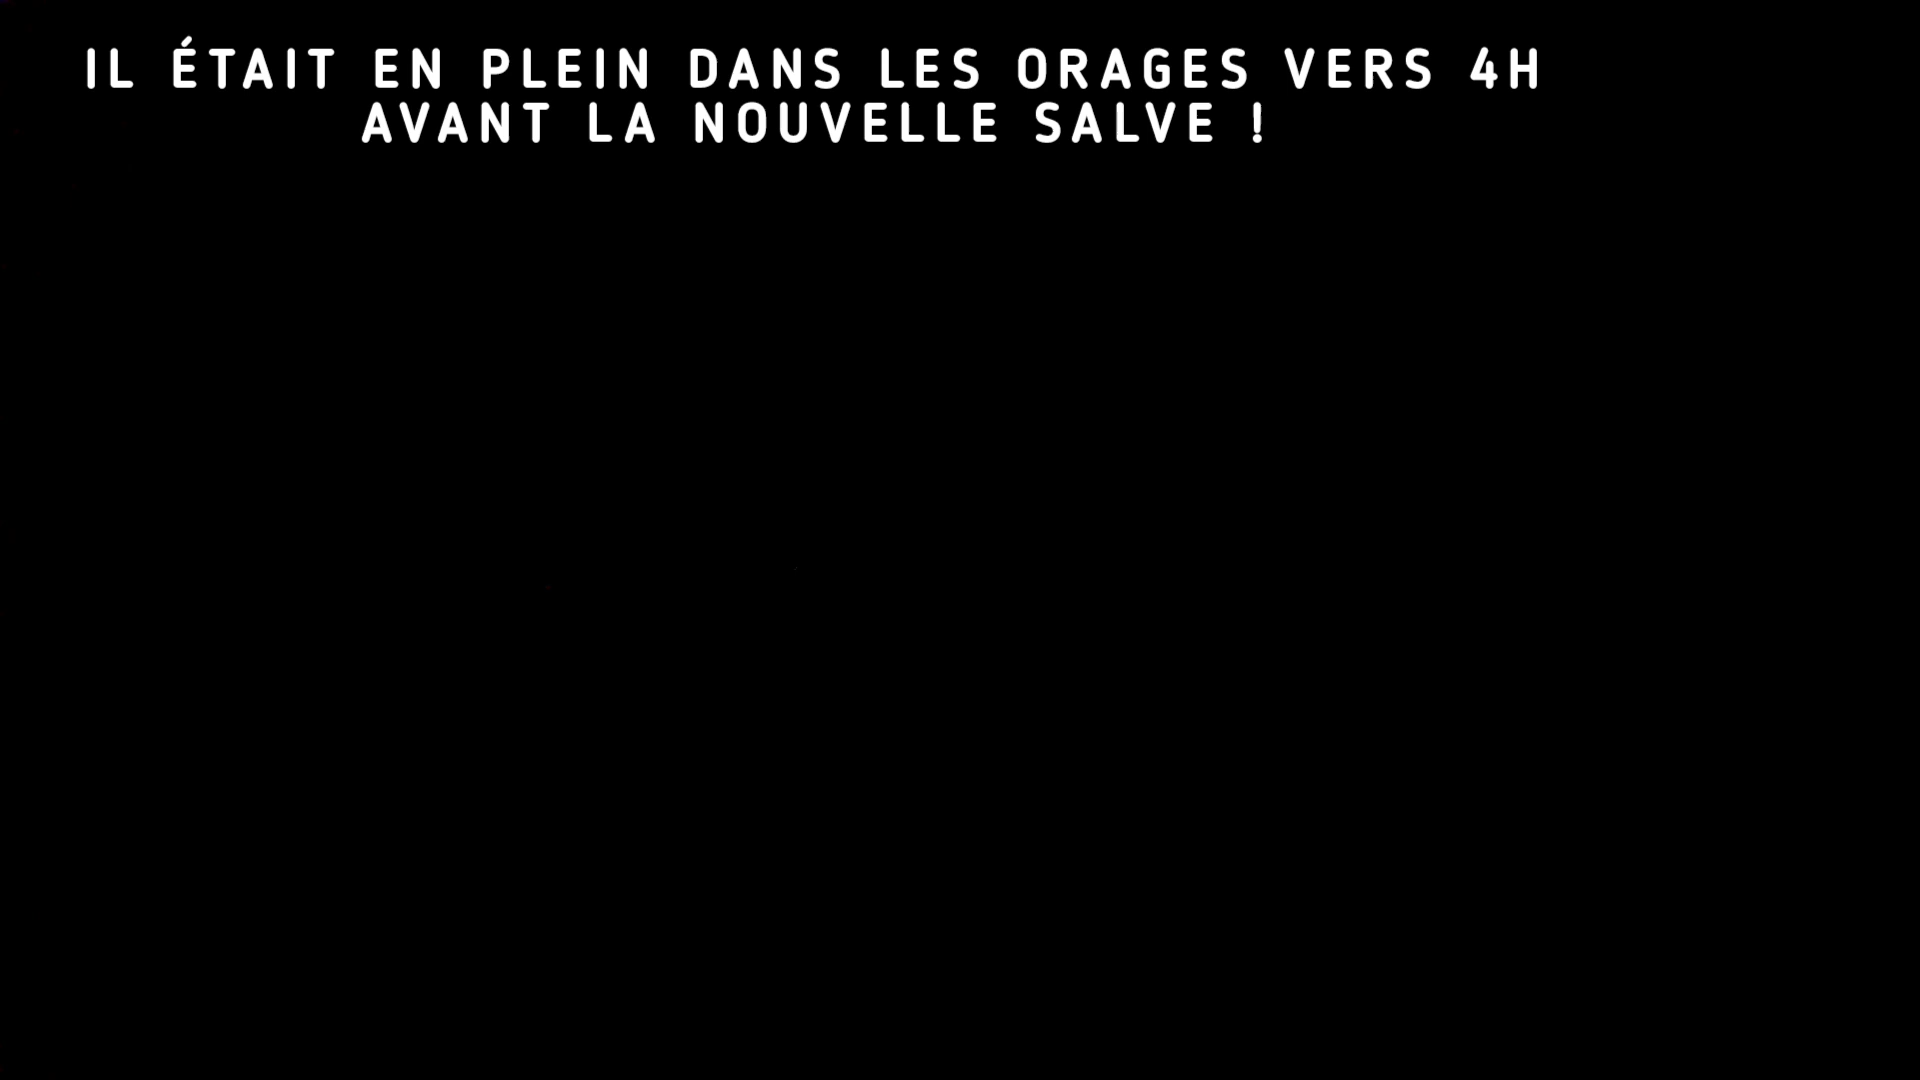 IL ÉTAIT EN PLEIN DANS LES ORAGES VERS 4H
AVANT LA NOUVELLE SALVE !